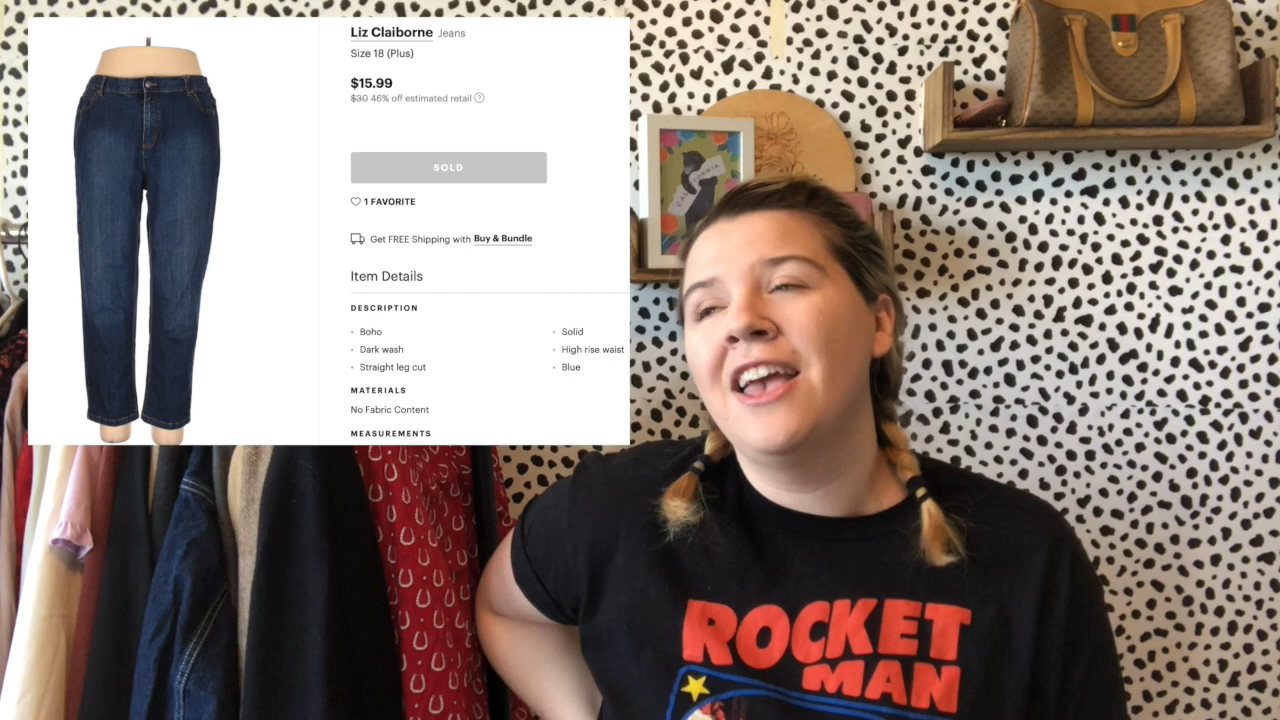 Liz Claiborne Jeans
Size 18 (Plus)
$15.99
$30 46% off estimated retail ?
SOLD
1 FAVORITE
Get FREE Shipping with Buy & Bundle
Item Details
DESCRIPTION
• Boho • Solid
• Dark wash • High rise waist
• Straight leg cut • Blue
MATERIALS
No Fabric Content
MEASUREMENTS
ROCKET
MAN